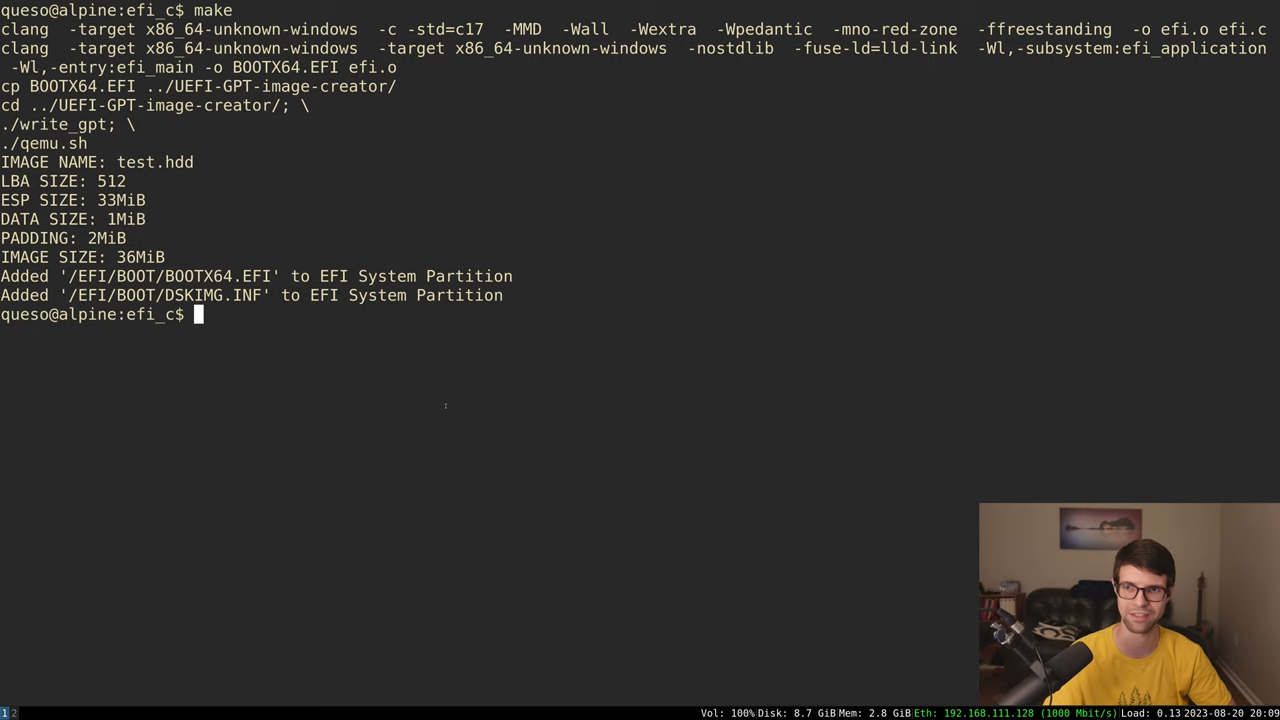 queso@alpine:efi_c$ make
clang  -target x86_64-unknown-windows  -c -std=c17  -MMD  -Wall  -Wextra  -Wpedantic  -mno-red-zone  -ffreestanding  -o efi.o efi.c
clang  -target x86_64-unknown-windows  -target x86_64-unknown-windows  -nostdlib  -fuse-ld=lld-link  -Wl,-subsystem:efi_application
 -Wl,-entry:efi_main -o BOOTX64.EFI efi.o
cp BOOTX64.EFI ../UEFI-GPT-image-creator/
cd ../UEFI-GPT-image-creator/; \
./write_gpt; \
./qemu.sh
IMAGE NAME: test.hdd
LBA SIZE: 512
ESP SIZE: 33MiB
DATA SIZE: 1MiB
PADDING: 2MiB
IMAGE SIZE: 36MiB
Added '/EFI/BOOT/BOOTX64.EFI' to EFI System Partition
Added '/EFI/BOOT/DSKIMG.INF' to EFI System Partition
queso@alpine:efi_c$
1 2 Vol: 100% Disk: 8.7 GiB Mem: 2.8 GiB Eth: 192.168.111.128 (1000 Mbit/s) Load: 0.13 2023-08-20 20:09